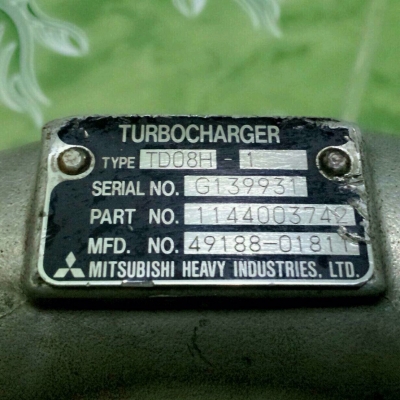 TURBOCHARGER
TYPE TD08H - 1
SERIAL NO. G139931
PART NO. 1144003742
MFD. NO. 49188-01811
MITSUBISHI HEAVY INDUSTRIES, LTD.